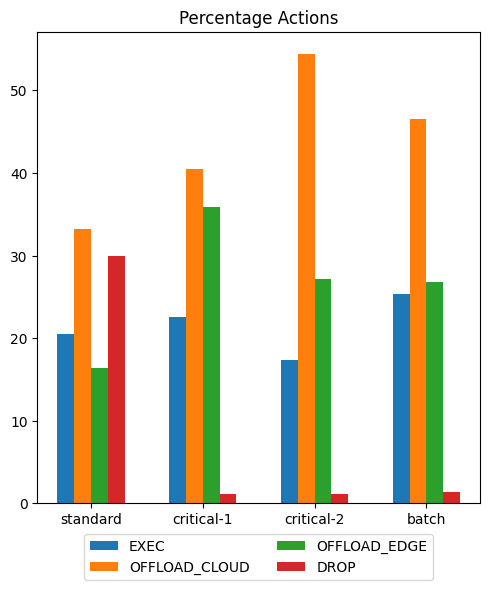 Percentage Actions
50
40
30
20
10
0
standard critical-1 critical-2 batch
EXEC OFFLOAD_EDGE
OFFLOAD_CLOUD DROP